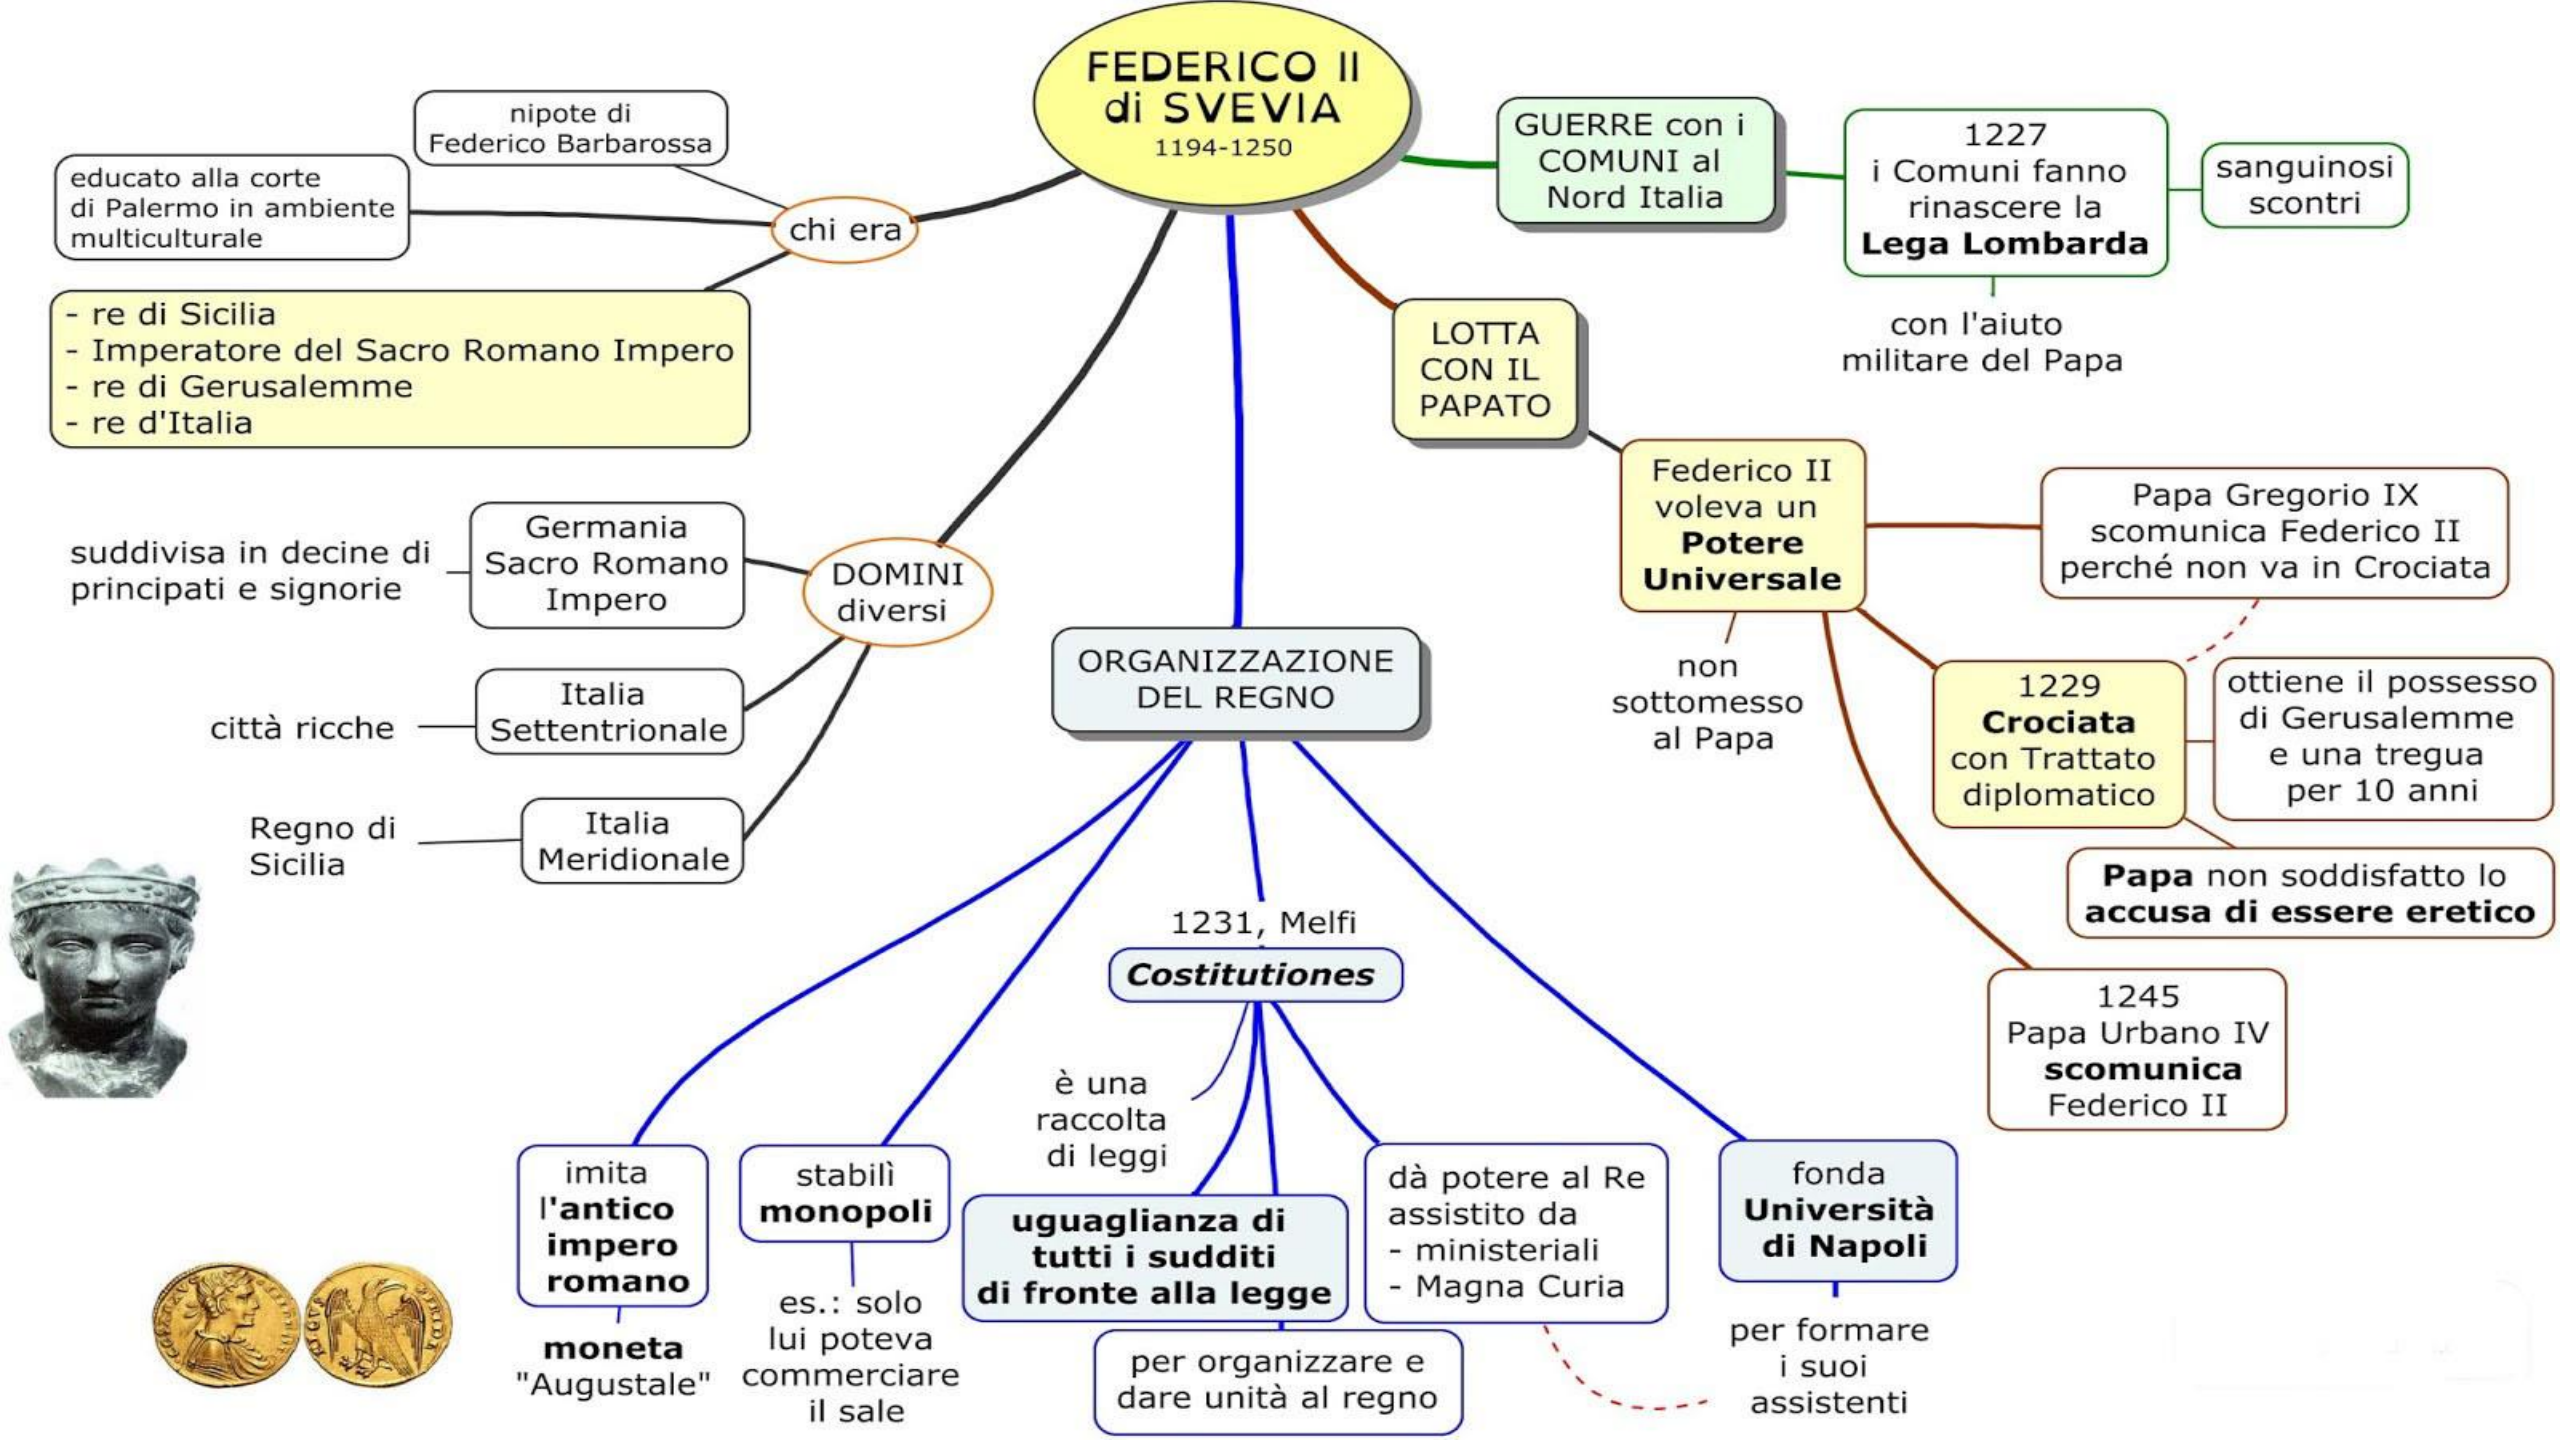 FEDERICO II
di SVEVIA
1194-1250
nipote di
Federico Barbarossa
educato alla corte
di Palermo in ambiente
multiculturale
chi era
- re di Sicilia
- Imperatore del Sacro Romano Impero
- re di Gerusalemme
- re d'Italia
GUERRE con i
COMUNI al
Nord Italia
1227
i Comuni fanno
rinascere la
Lega Lombarda
sanguinosi
scontri
con l'aiuto
militare del Papa
LOTTA
CON IL
PAPATO
Federico II
voleva un
Potere
Universale
non
sottomesso
al Papa
Papa Gregorio IX
scomunica Federico II
perché non va in Crociata
1229
Crociata
con Trattato
diplomatico
ottiene il possesso
di Gerusalemme
e una tregua
per 10 anni
Papa non soddisfatto lo
accusa di essere eretico
1245
Papa Urbano IV
scomunica
Federico II
DOMINI
diversi
Germania
Sacro Romano
Impero
suddivisa in decine di
principati e signorie
Italia
Settentrionale
città ricche
Italia
Meridionale
Regno di
Sicilia
ORGANIZZAZIONE
DEL REGNO
imita
l'antico
impero
romano
moneta
"Augustale"
stabilì
monopoli
es.: solo
lui poteva
commerciare
il sale
1231, Melfi
Costitutiones
è una
raccolta
di leggi
uguaglianza di
tutti i sudditi
di fronte alla legge
per organizzare e
dare unità al regno
dà potere al Re
assistito da
- ministeriali
- Magna Curia
fonda
Università
di Napoli
per formare
i suoi
assistenti